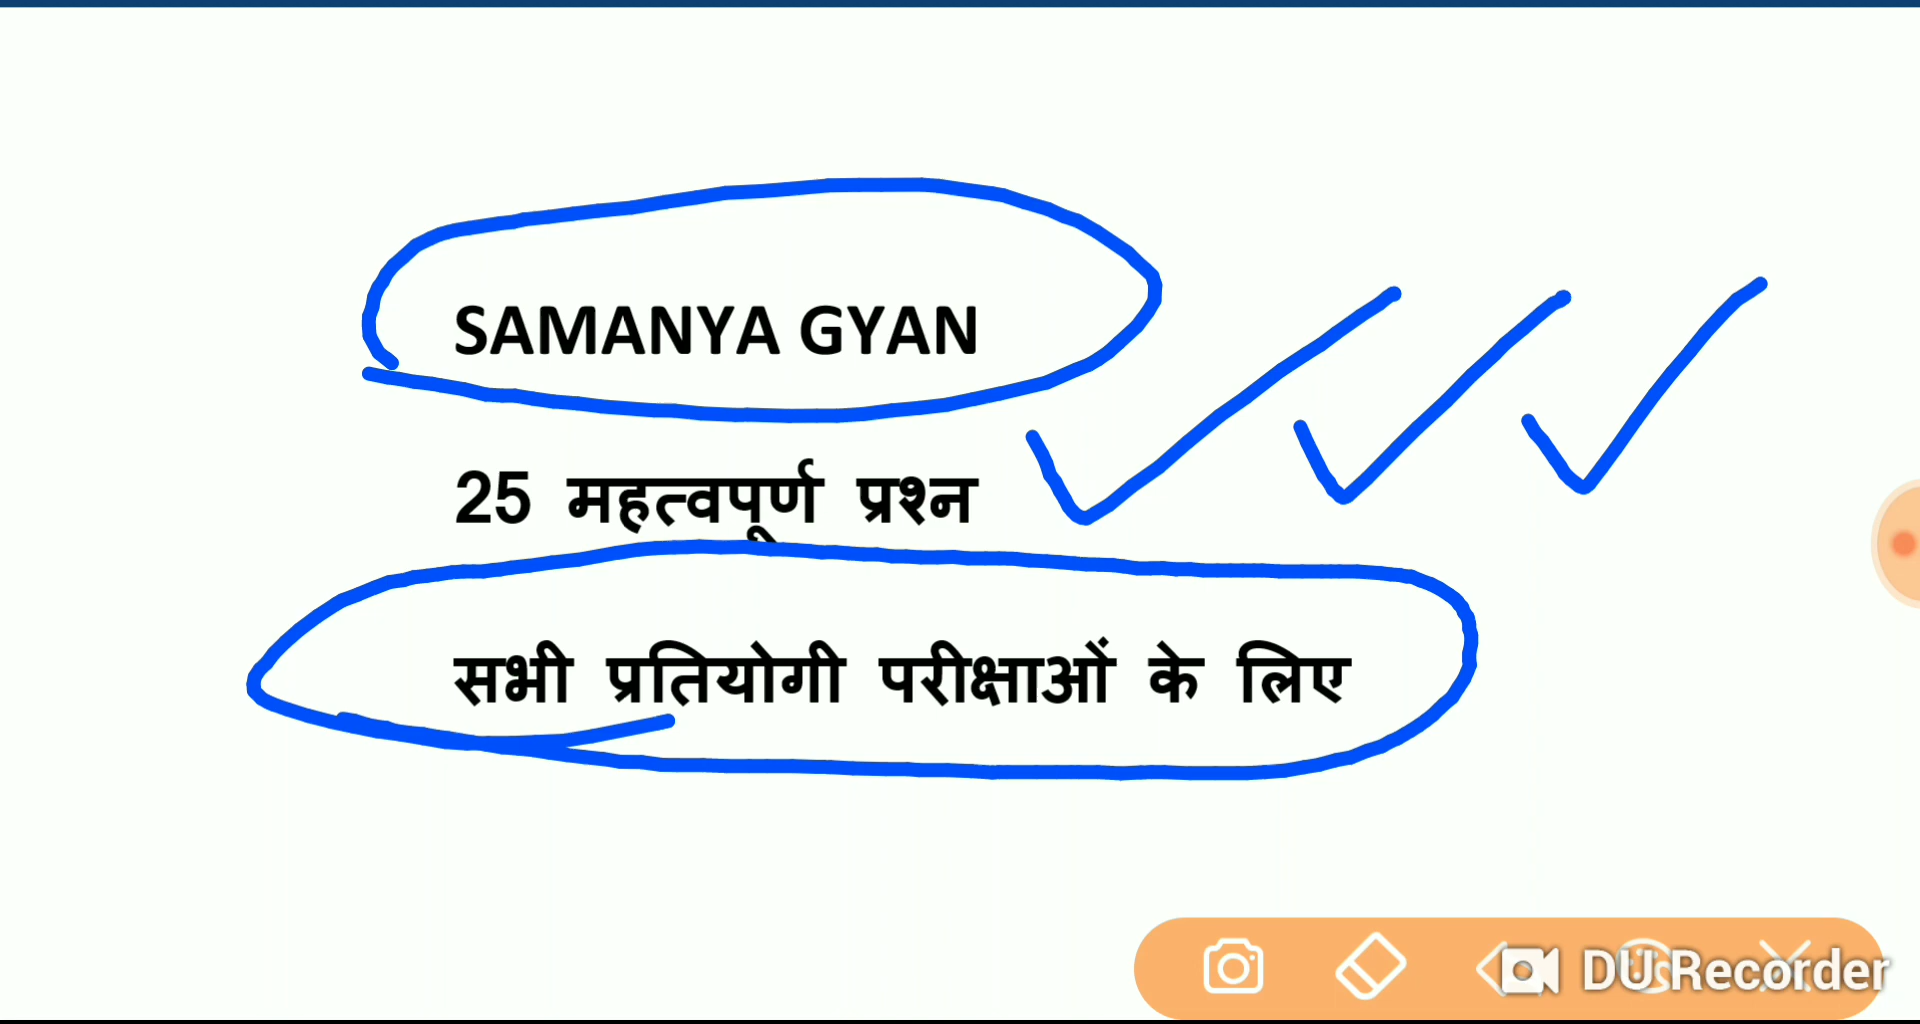 SAMANYA GYAN
25 महत्वपूर्ण प्रश्न
सभी प्रतियोगी परीक्षाओं के लिए
DU Recorder